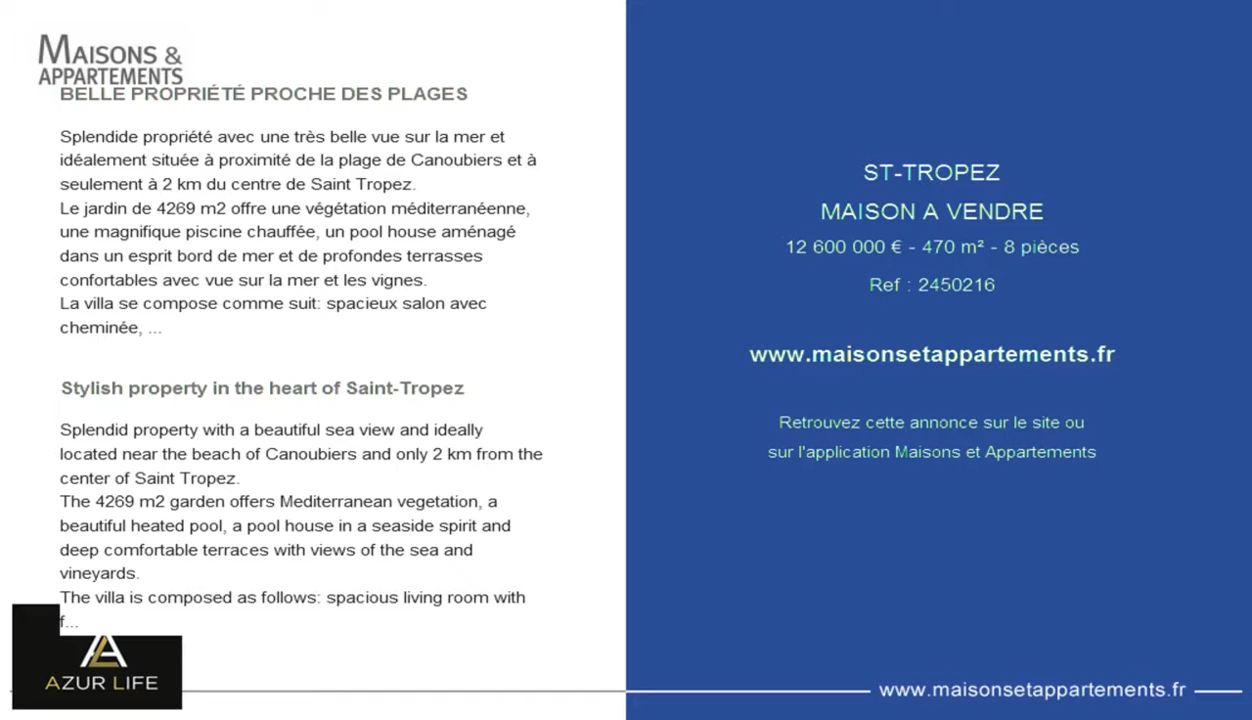 MAISONS &
APPARTEMENTS
BELLE PROPRIÉTÉ PROCHE DES PLAGES
Splendide propriété avec une très belle vue sur la mer et
idéalement située à proximité de la plage de Canoubiers et à
seulement à 2 km du centre de Saint Tropez.
Le jardin de 4269 m2 offre une végétation méditerranéenne,
une magnifique piscine chauffée, un pool house aménagé
dans un esprit bord de mer et de profondes terrasses
confortables avec vue sur la mer et les vignes.
La villa se compose comme suit: spacieux salon avec
cheminée, ...
Stylish property in the heart of Saint-Tropez
Splendid property with a beautiful sea view and ideally
located near the beach of Canoubiers and only 2 km from the
center of Saint Tropez.
The 4269 m2 garden offers Mediterranean vegetation, a
beautiful heated pool, a pool house in a seaside spirit and
deep comfortable terraces with views of the sea and
vineyards.
The villa is composed as follows: spacious living room with
f...
AZUR LIFE
ST-TROPEZ
MAISON A VENDRE
12 600 000 € - 470 m² - 8 pièces
Ref : 2450216
www.maisonsetappartements.fr
Retrouvez cette annonce sur le site ou
sur l'application Maisons et Appartements
www.maisonsetappartements.fr